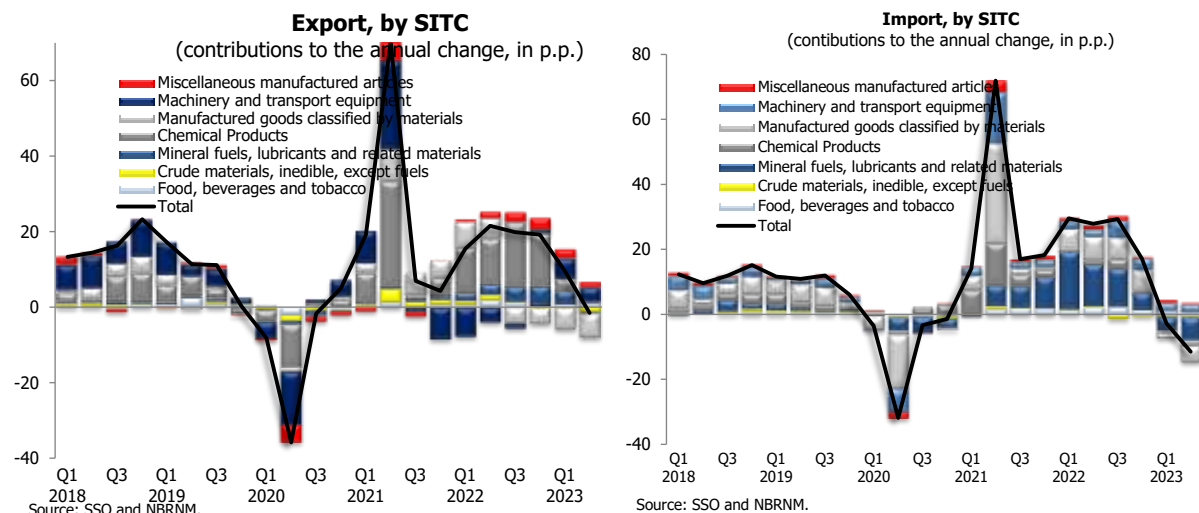 Export, by SITC
(contributions to the annual change, in p.p.)
60
40
20
0
-20
-40
Miscellaneous manufactured articles
Machinery and transport equipment
Manufactured goods classified by materials
Chemical Products
Mineral fuels, lubricants and related materials
Crude materials, inedible, except fuels
Food, beverages and tobacco
Total
Q1 Q3 Q1 Q3 Q1 Q3 Q1 Q3 Q1 Q3 Q1
2018 2019 2020 2021 2022 2023
Source: SSO and NBRNM.
Import, by SITC
(contibutions to the annual change, in p.p.)
80
60
40
20
0
-20
-40
Miscellaneous manufactured article
Machinery and transport equipment
Manufactured goods classified by materials
Chemical Products
Mineral fuels, lubricants and related materials
Crude materials, inedible, except fuels
Food, beverages and tobacco
Total
Q1 Q3 Q1 Q3 Q1 Q3 Q1 Q3 Q1 Q3 Q1
2018 2019 2020 2021 2022 2023
Source: SSO and NBRNM.